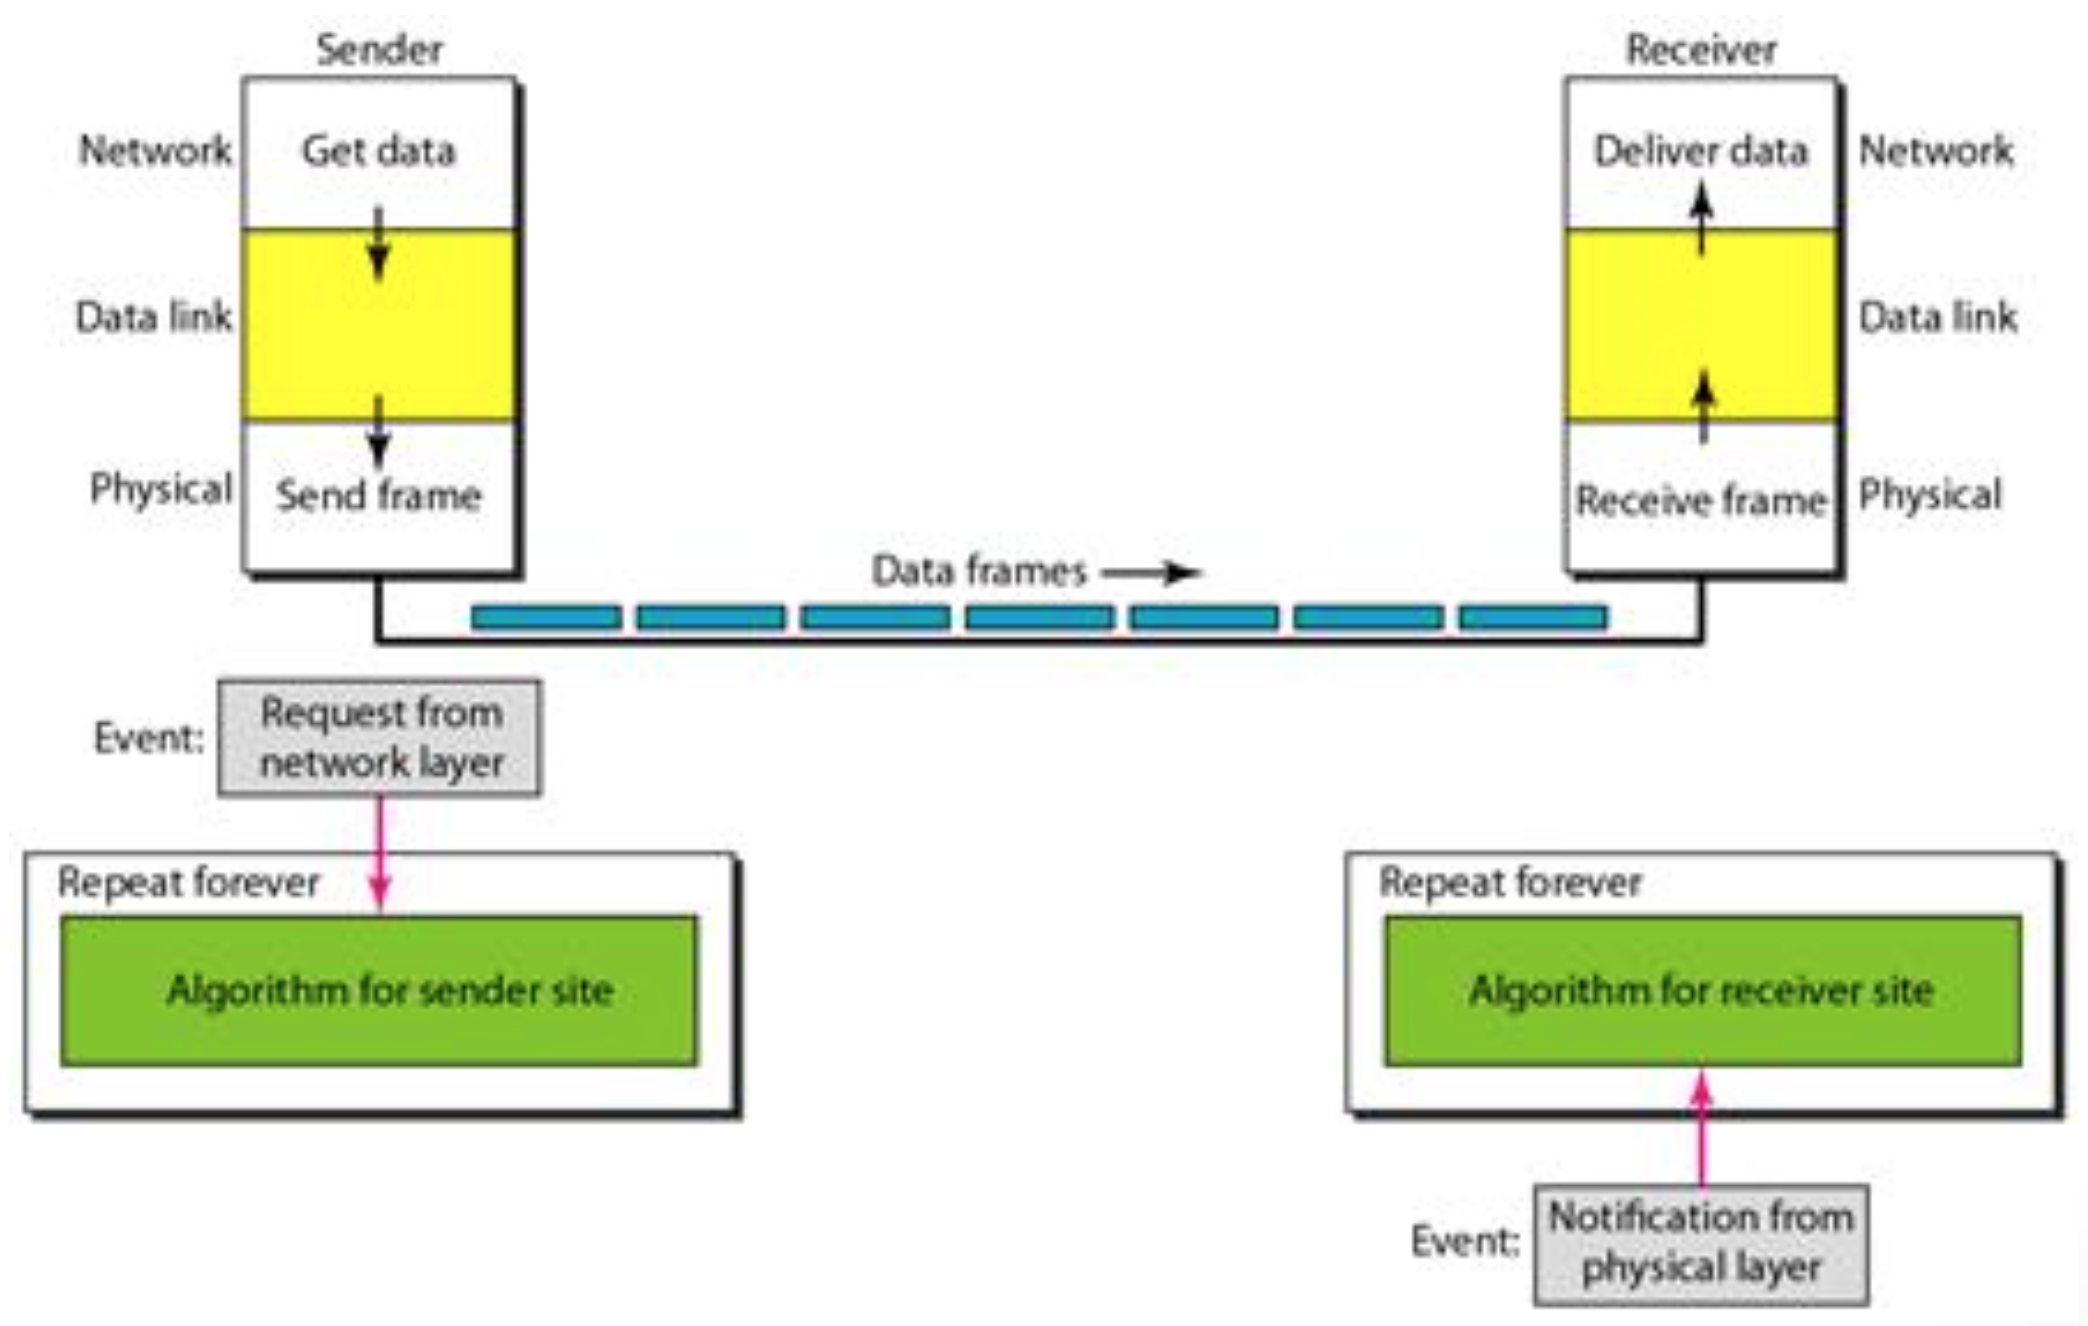 Sender
Receiver
Network
Get data
Deliver data
Network
Data link
Data link
Physical
Send frame
Receive frame
Physical
Data frames
Event:
Request from
network layer
Repeat forever
Algorithm for sender site
Repeat forever
Algorithm for receiver site
Event:
Notification from
physical layer